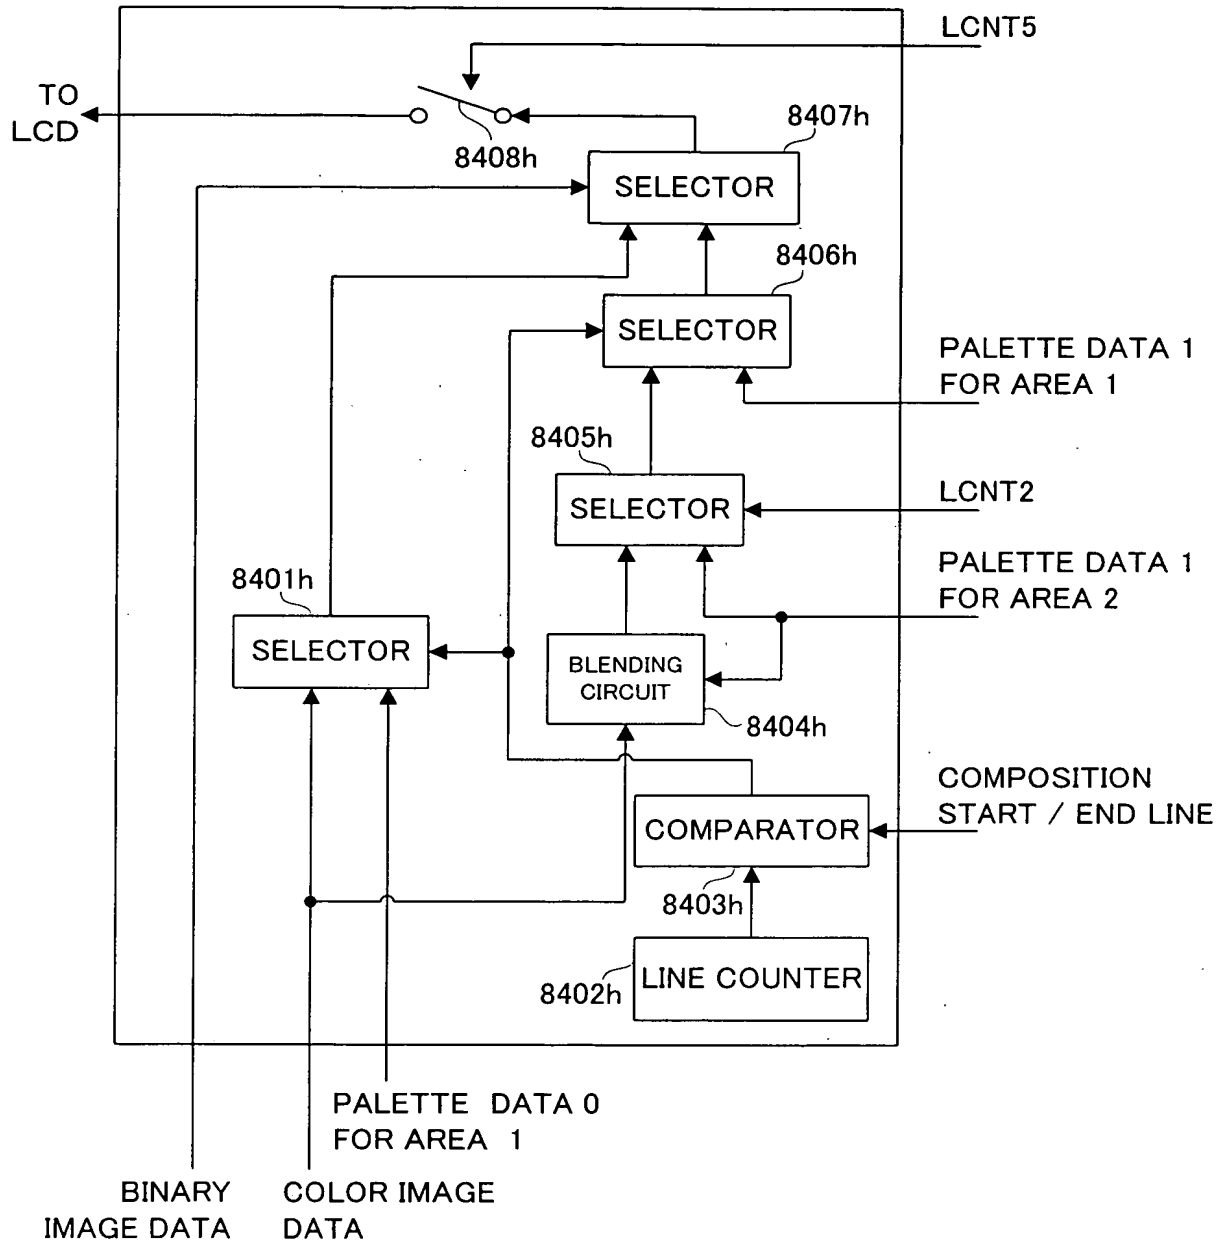 LCNT5
TO
LCD
8408h
8407h
SELECTOR
8406h
SELECTOR
PALETTE DATA 1
FOR AREA 1
8405h
SELECTOR
LCNT2
PALETTE DATA 1
FOR AREA 2
8401h
SELECTOR
BLENDING
CIRCUIT
8404h
COMPOSITION
START / END LINE
COMPARATOR
8403h
LINE COUNTER
8402h
PALETTE DATA 0
FOR AREA 1
BINARY
IMAGE DATA
COLOR IMAGE
DATA